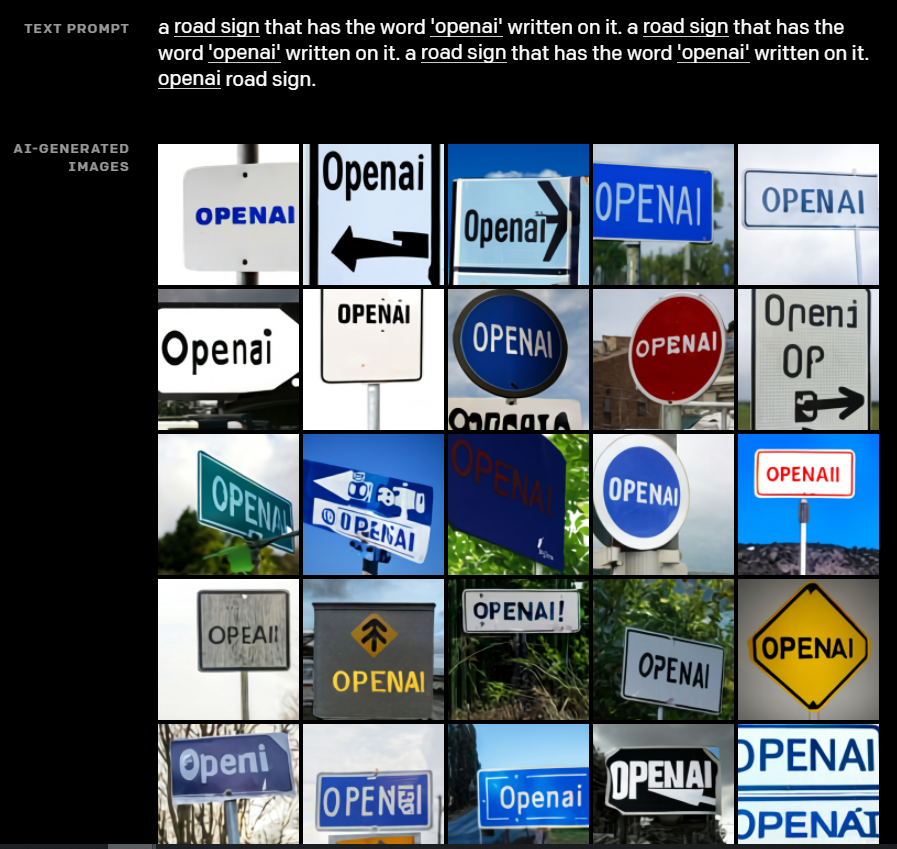 TEXT PROMPT
a road sign that has the word 'openai' written on it. a road sign that has the
word 'openai' written on it. a road sign that has the word 'openai' written on it.
openai road sign.
AI-GENERATED
IMAGES
OPENAI
Openai
Openai
OPENAI
OPENAI
Openai
OPENAI
OPENAI
OPENAI
Openi
OP
OPENAI
OPENAI
OPENAI
OPENAI
OPENAII
OPEAII
OPENAI
OPENAI!
OPENAI
OPENAI
Openi
OPEN
Openai
OPENAI
OPENAI
OPENAI